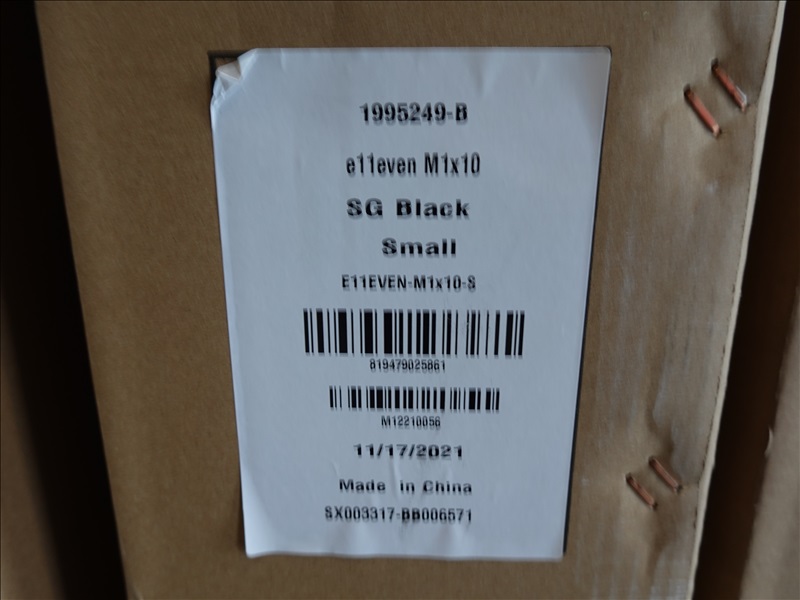 1995249-B
e11even M1x10
SG Black
Small
E11EVEN-M1x10-S
819479025861
M12210056
11/17/2021
Made in China
SX003317-BB006571